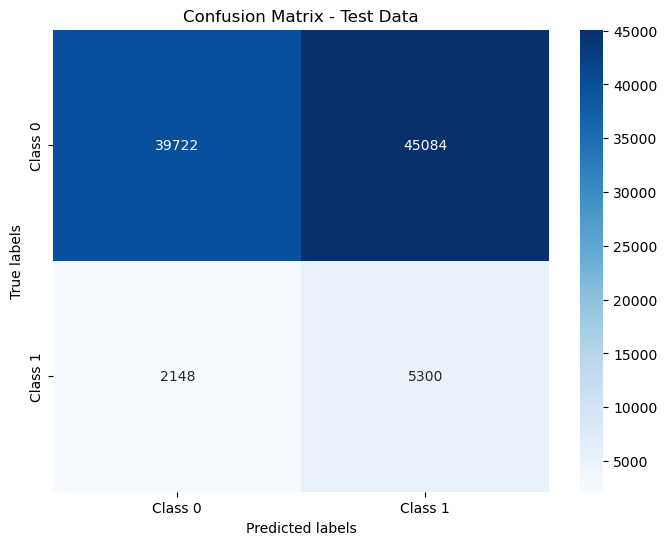 Confusion Matrix - Test Data
Class 0
Class 1
True labels
39722
45084
2148
5300
Class 0
Class 1
Predicted labels
45000
40000
35000
30000
25000
20000
15000
10000
5000